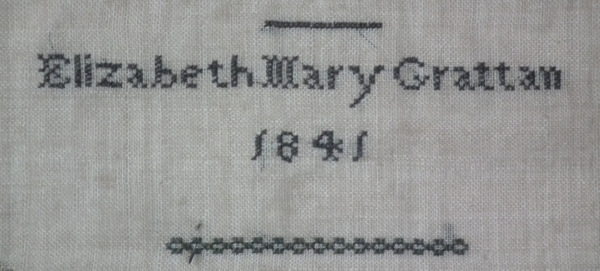 Elizabeth Mary Grattan
1841